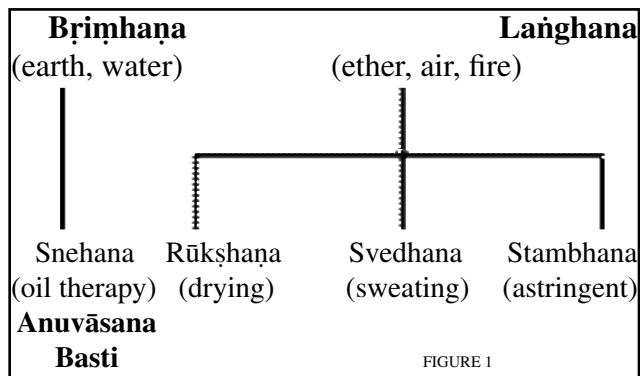 Bṛiṃhaṇa Laṅghana
(earth, water) (ether, air, fire)
Snehana Rūkṣhaṇa Svedhana Stambhana
(oil therapy) (drying) (sweating) (astringent)
Anuvāsana
Basti FIGURE 1